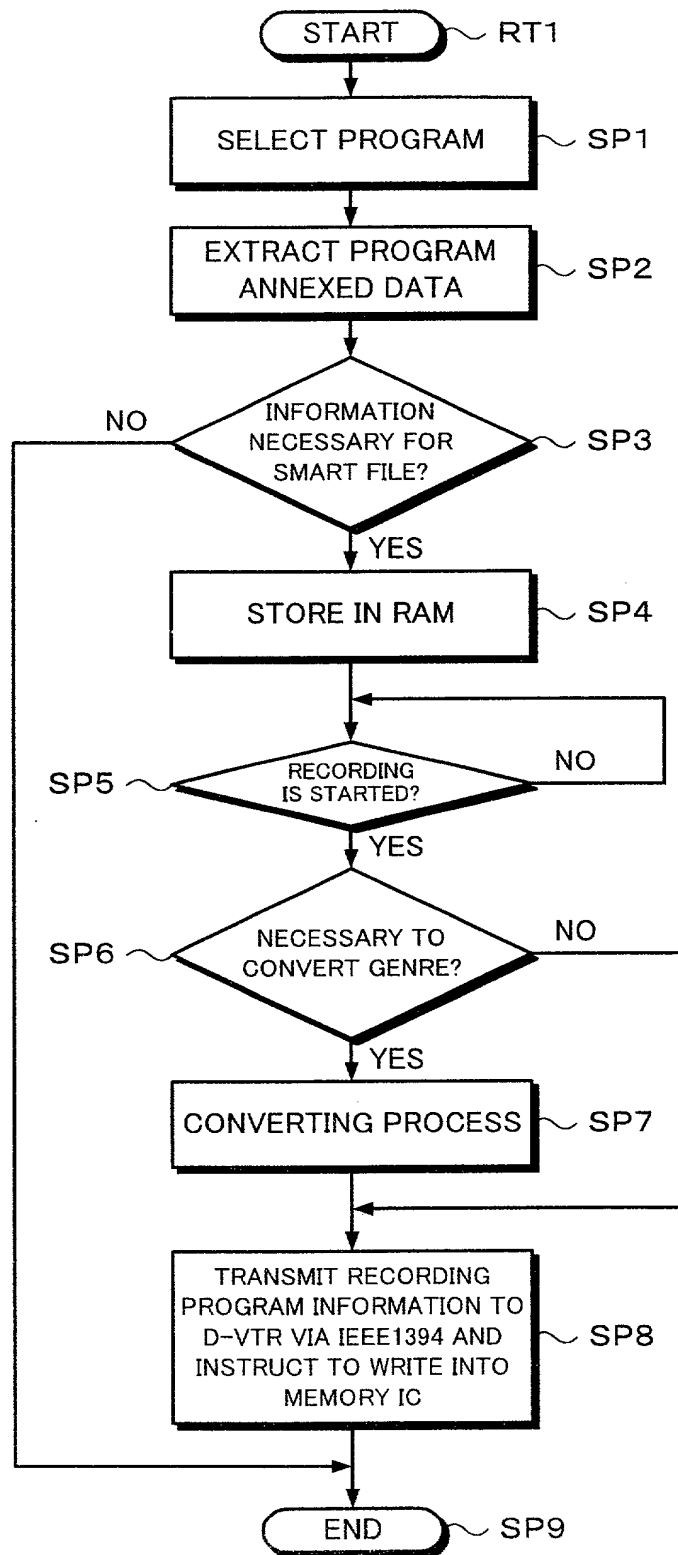 START
RT1
SELECT PROGRAM
SP1
EXTRACT PROGRAM
ANNEXED DATA
SP2
NO
INFORMATION
NECESSARY FOR
SMART FILE?
SP3
YES
STORE IN RAM
SP4
SP5
RECORDING
IS STARTED?
NO
YES
SP6
NECESSARY TO
CONVERT GENRE?
NO
YES
CONVERTING PROCESS
SP7
TRANSMIT RECORDING
PROGRAM INFORMATION TO
D-VTR VIA IEEE1394 AND
INSTRUCT TO WRITE INTO
MEMORY IC
SP8
END
SP9